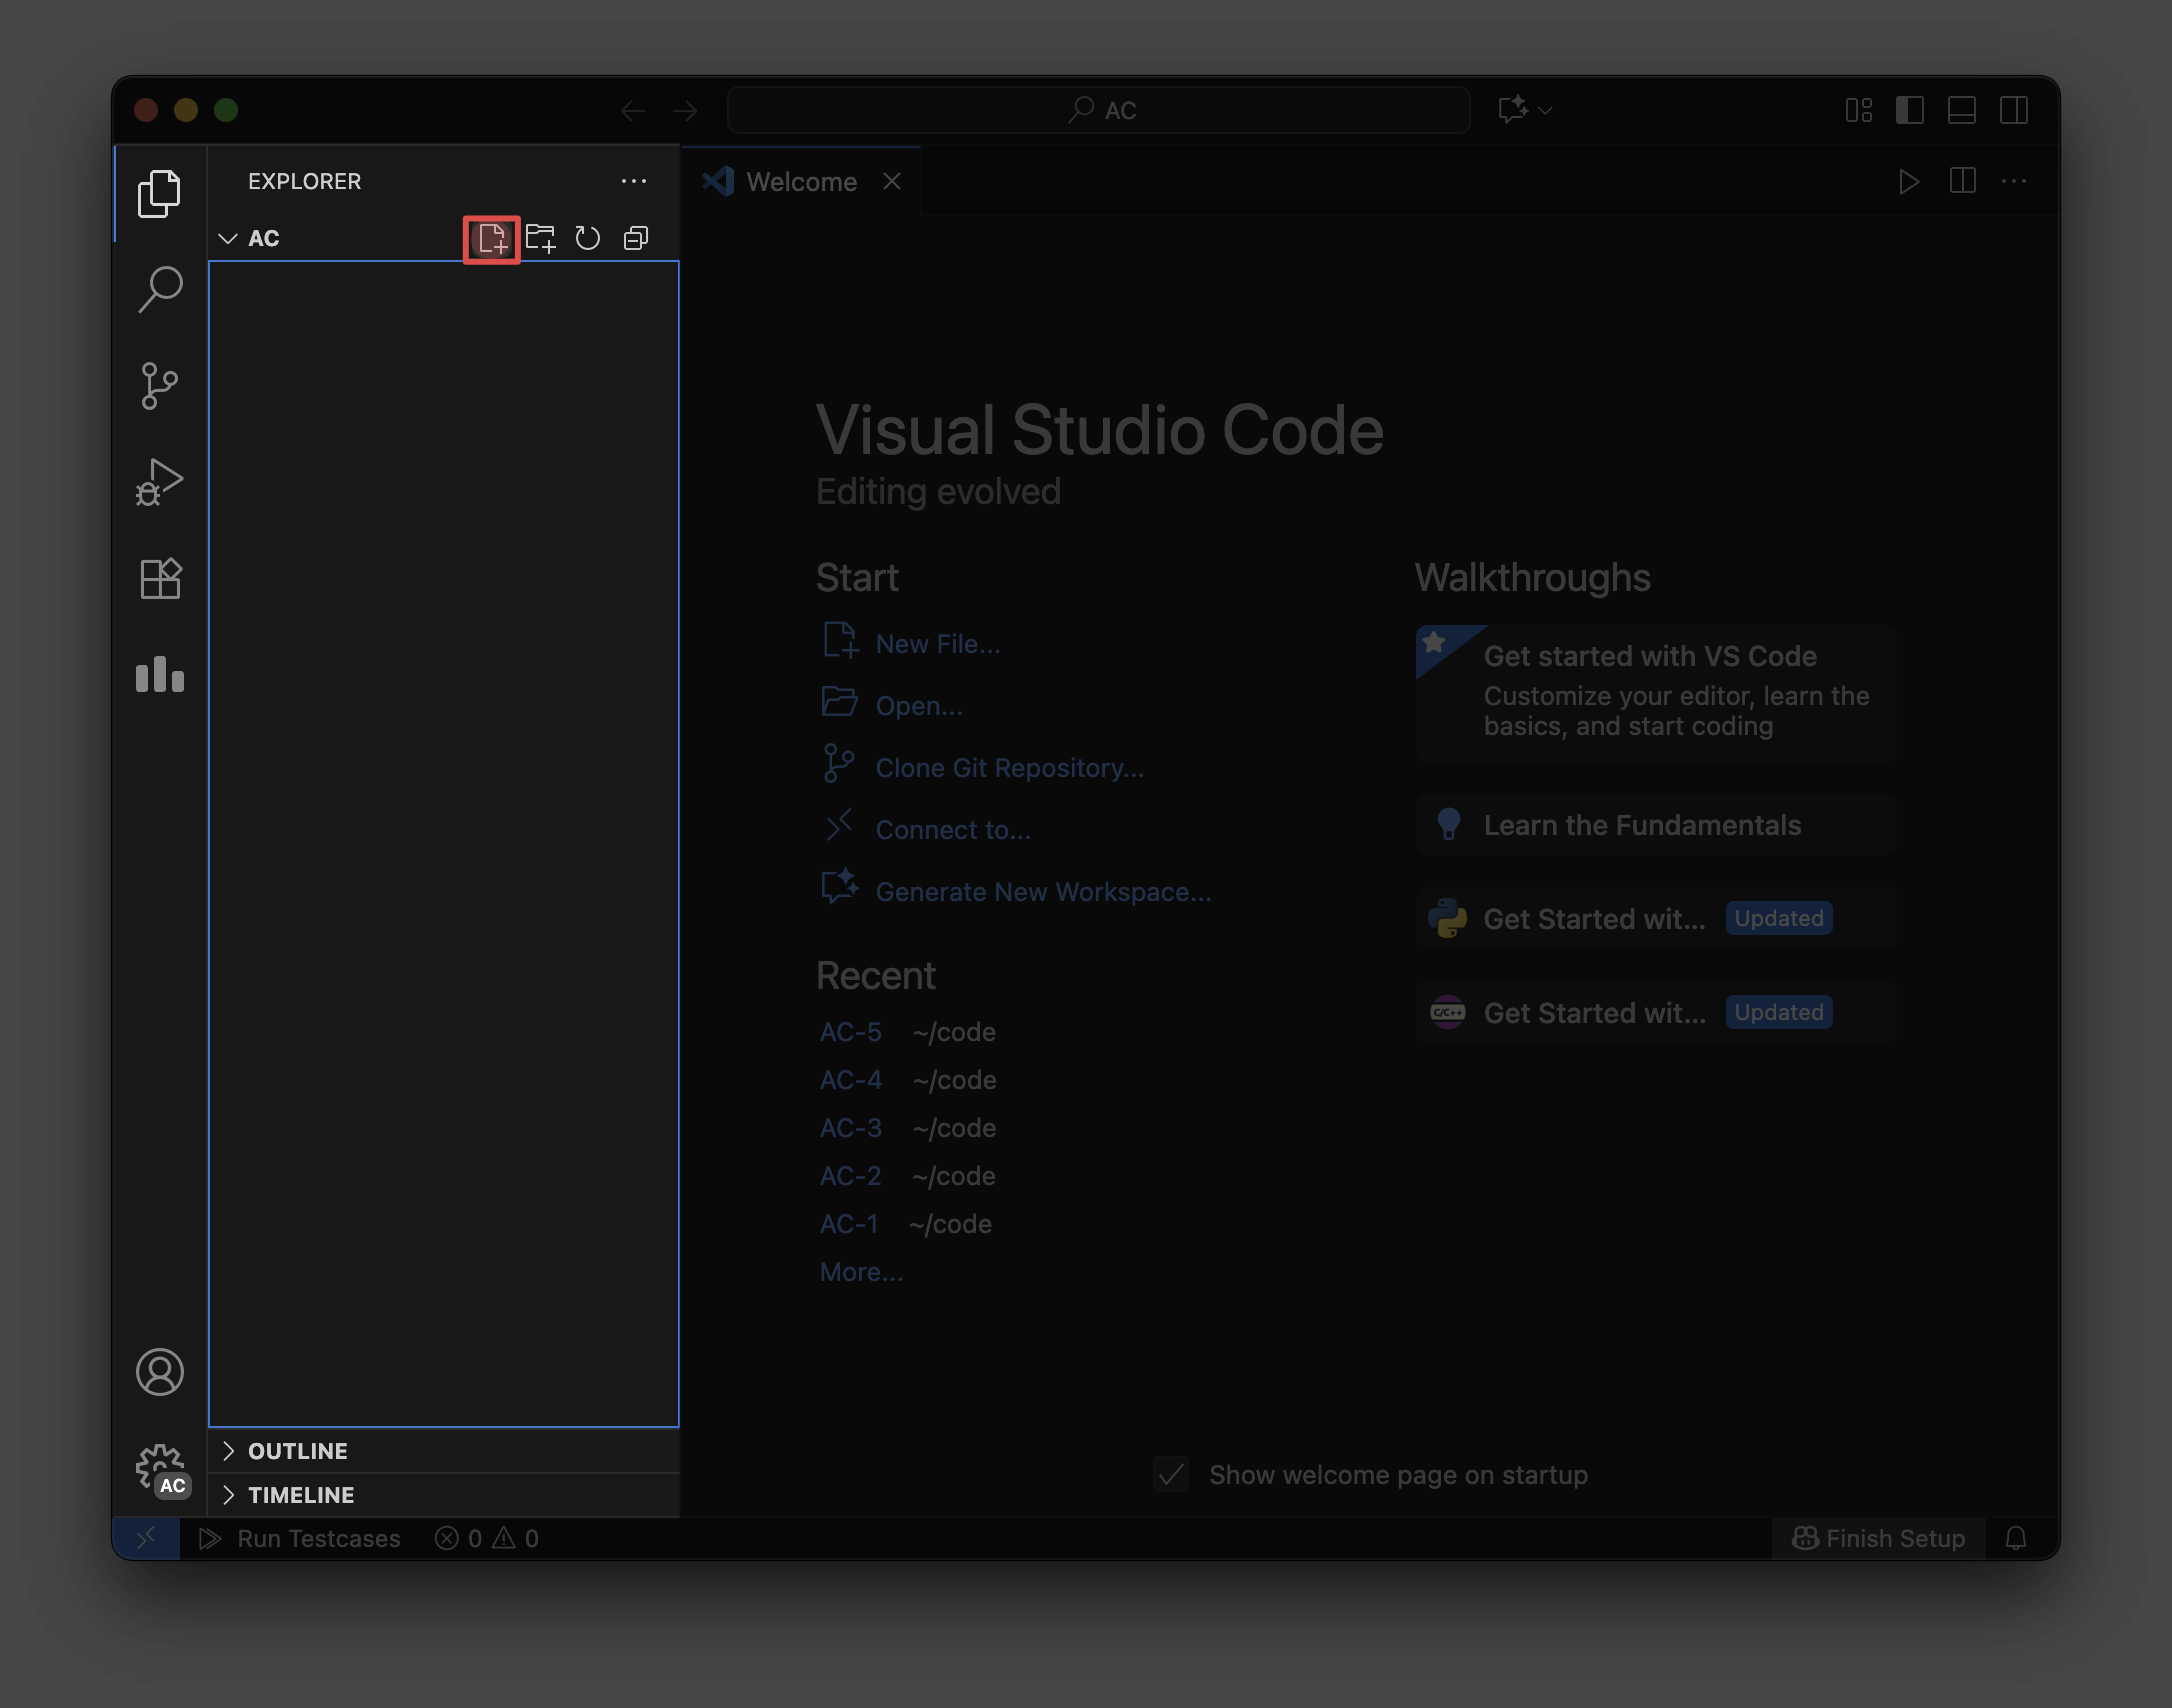 AC
EXPLORER
AC
Welcome
Visual Studio Code
Editing evolved
Start
New File...
Open...
Clone Git Repository...
Connect to...
Generate New Workspace...
Recent
AC-5 ~/code
AC-4 ~/code
AC-3 ~/code
AC-2 ~/code
AC-1 ~/code
More...
Walkthroughs
Get started with VS Code
Customize your editor, learn the
basics, and start coding
Learn the Fundamentals
Get Started wit... Updated
C/C++
Get Started wit... Updated
Show welcome page on startup
OUTLINE
TIMELINE
AC
Run Testcases 0 0
Finish Setup